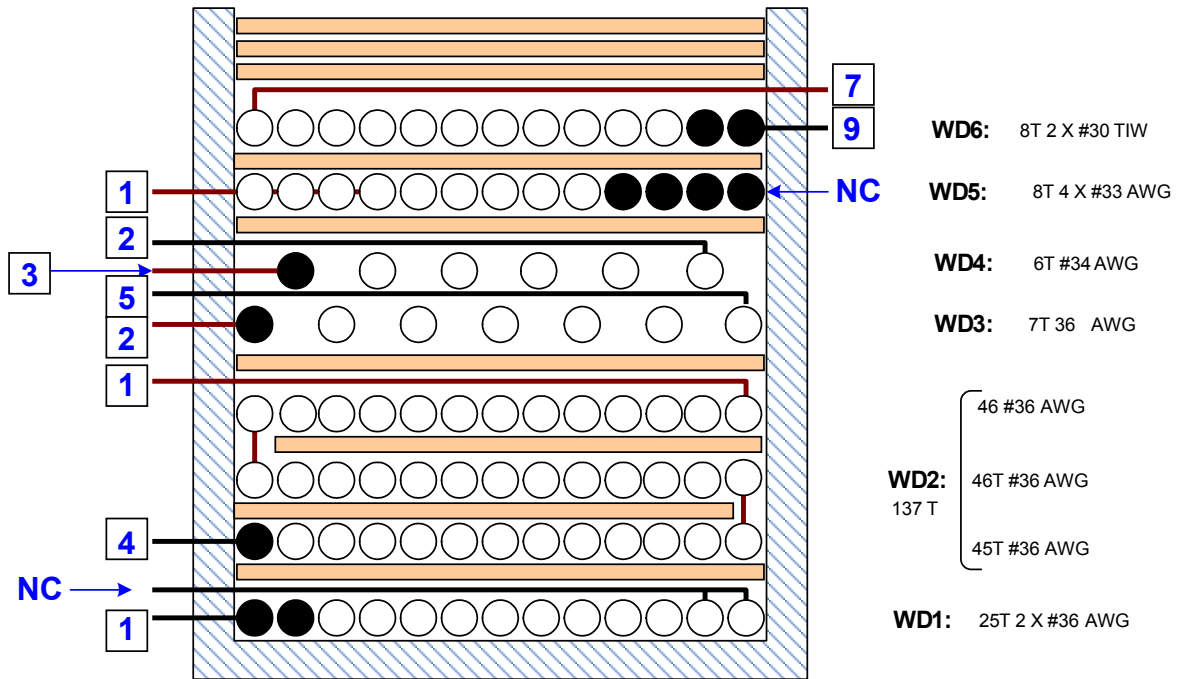 7
9
WD6: 8T 2 X #30 TIW
1
NC
WD5: 8T 4 X #33 AWG
2
3
WD4: 6T #34 AWG
5
2
WD3: 7T 36 AWG
1
46 #36 AWG
WD2: 46T #36 AWG
137 T
4
45T #36 AWG
NC
1
WD1: 25T 2 X #36 AWG